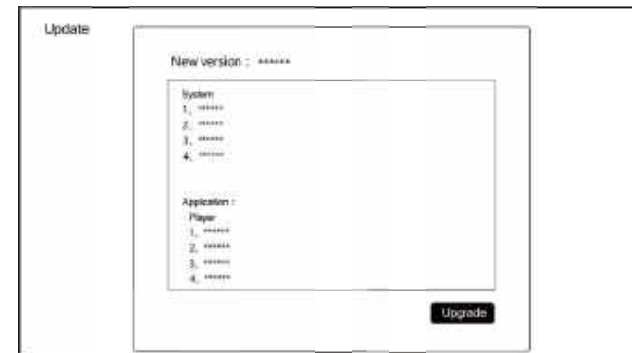 Update
New version : ******
System
1、******
2、******
3、******
4、******
Application :
Player
1、******
2、******
3、******
4、******
Upgrade